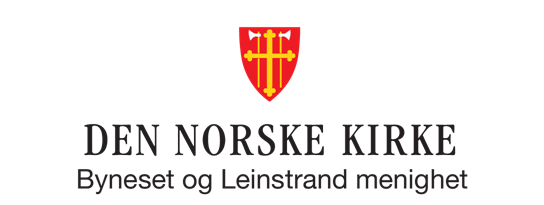 DEN NORSKE KIRKE
Byneset og Leinstrand menighet